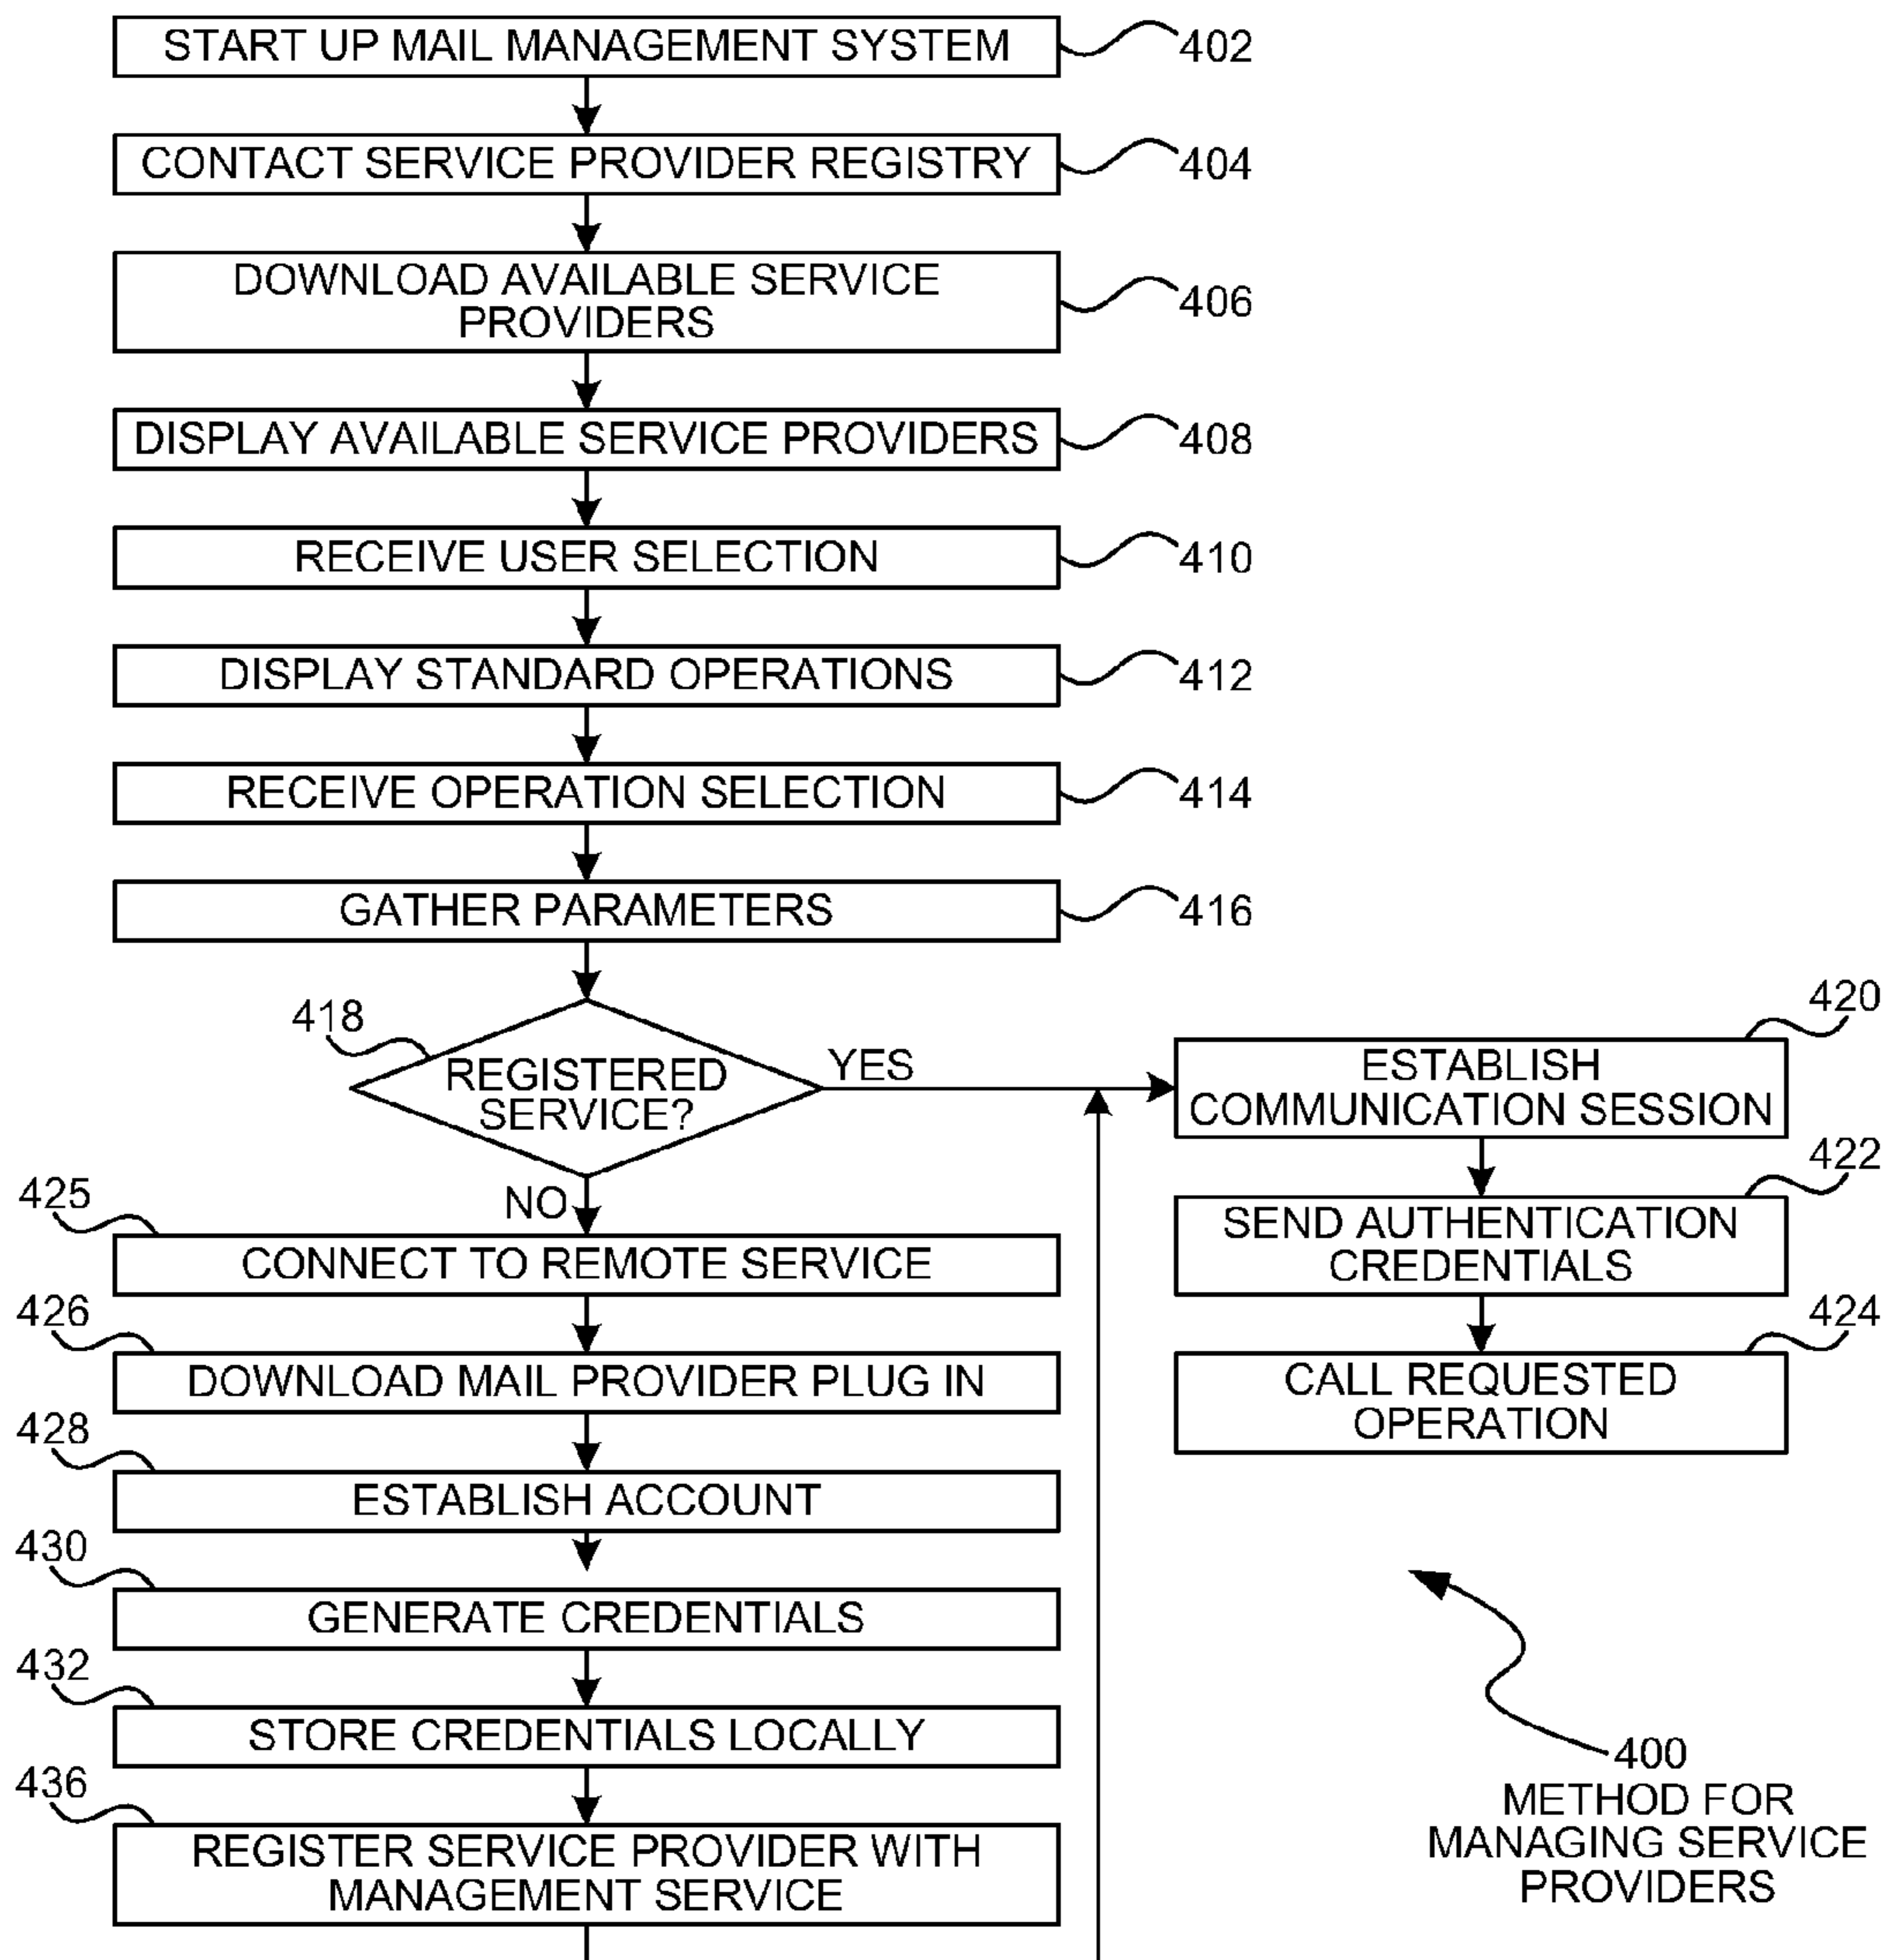 START UP MAIL MANAGEMENT SYSTEM
402
CONTACT SERVICE PROVIDER REGISTRY
404
DOWNLOAD AVAILABLE SERVICE
PROVIDERS
406
DISPLAY AVAILABLE SERVICE PROVIDERS
408
RECEIVE USER SELECTION
410
DISPLAY STANDARD OPERATIONS
412
RECEIVE OPERATION SELECTION
414
GATHER PARAMETERS
416
418
REGISTERED
SERVICE?
YES
NO
420
ESTABLISH
COMMUNICATION SESSION
422
SEND AUTHENTICATION
CREDENTIALS
424
CALL REQUESTED
OPERATION
425
CONNECT TO REMOTE SERVICE
426
DOWNLOAD MAIL PROVIDER PLUG IN
428
ESTABLISH ACCOUNT
430
GENERATE CREDENTIALS
432
STORE CREDENTIALS LOCALLY
436
REGISTER SERVICE PROVIDER WITH
MANAGEMENT SERVICE
400
METHOD FOR
MANAGING SERVICE
PROVIDERS